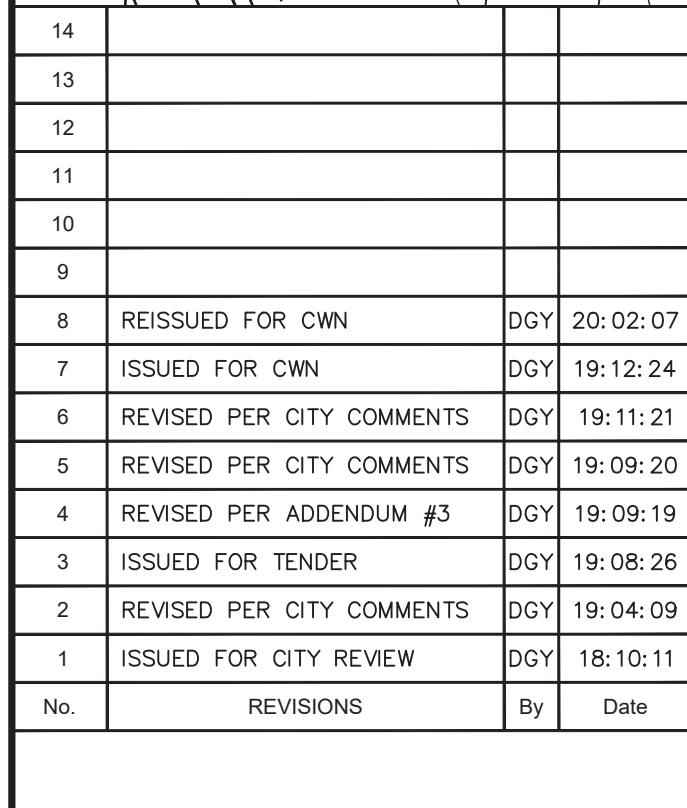 14
13
12
11
10
9
8 REISSUED FOR CWN DGY 20:02:07
7 ISSUED FOR CWN DGY 19:12:24
6 REVISED PER CITY COMMENTS DGY 19:11:21
5 REVISED PER CITY COMMENTS DGY 19:09:20
4 REVISED PER ADDENDUM #3 DGY 19:09:19
3 ISSUED FOR TENDER DGY 19:08:26
2 REVISED PER CITY COMMENTS DGY 19:04:09
1 ISSUED FOR CITY REVIEW DGY 18:10:11
No. REVISIONS By Date